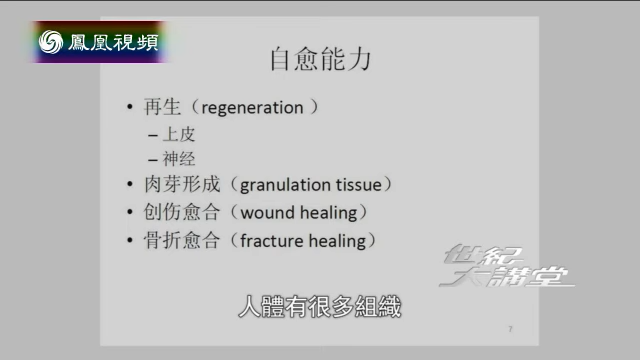 鳳凰視頻
自愈能力
• 再生（regeneration ）
– 上皮
– 神经
• 肉芽形成（granulation tissue）
• 创伤愈合（wound healing）
• 骨折愈合（fracture healing）
世紀
大講堂
人體有很多組織
7